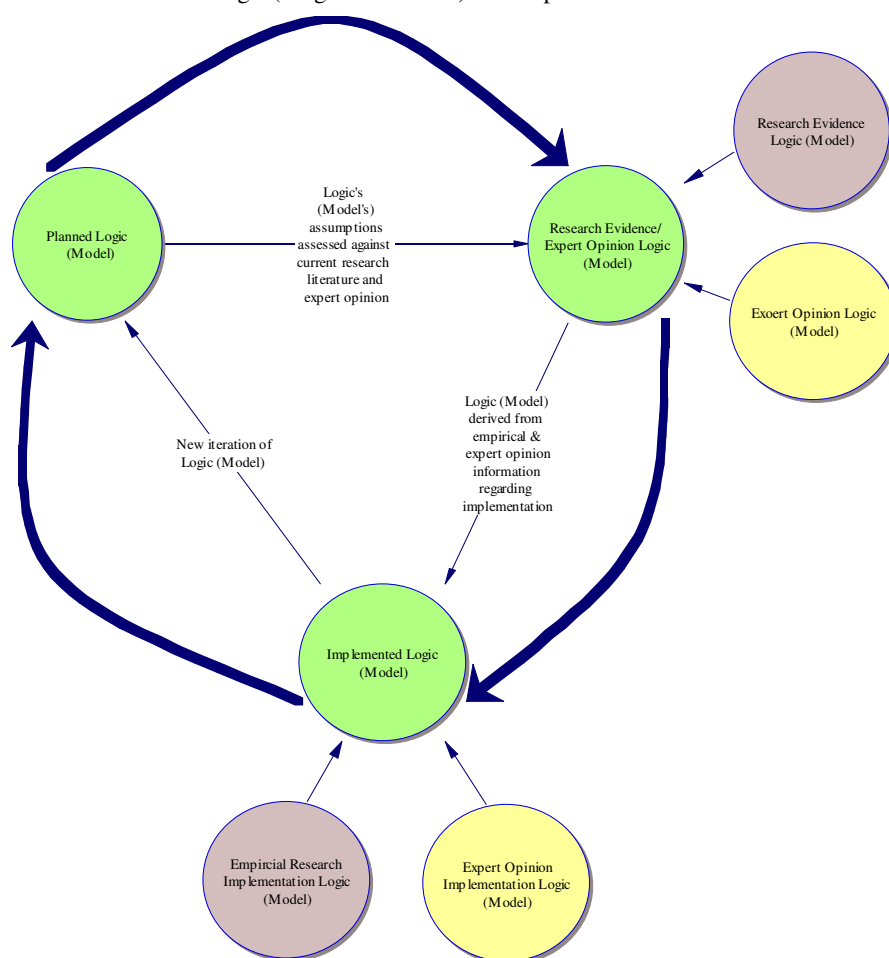 Research Evidence
Logic (Model)
Logic's
(Model's)
assumptions
assessed against
current research
literature and
expert opinion
Planned Logic
(Model)
Research Evidence/
Expert Opinion Logic
(Model)
Exoert Opinion Logic
(Model)
Logic (Model)
derived from
empirical &
expert opinion
information
regarding
implementation
New iteration of
Logic (Model)
Implemented Logic
(Model)
Empircial Research
Implementation Logic
(Model)
Expert Opinion
Implementation Logic
(Model)